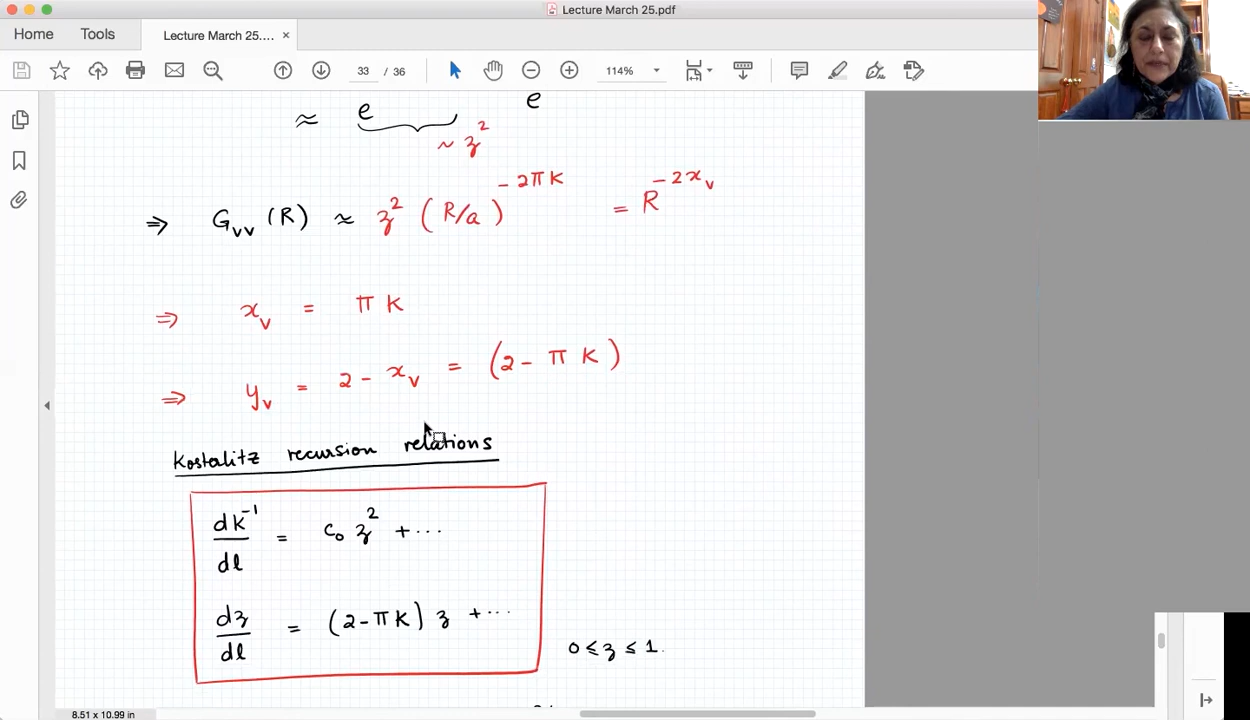 Lecture March 25.pdf
Home Tools Lecture March 25.... ×
33 / 36 114%
≈ e e
~ z²
⇒ G_vv (R) ≈ z² (R/a)^(-2πK) = R^(-2x_v)
⇒ x_v = πK
⇒ y_v = 2 - x_v = (2 - πK)
Kosterlitz recursion relations
dK⁻¹/dl = c₀ z² + ...
dz/dl = (2 - πK) z + ...
0 ≤ z ≤ 1.
8.51 x 10.99 in